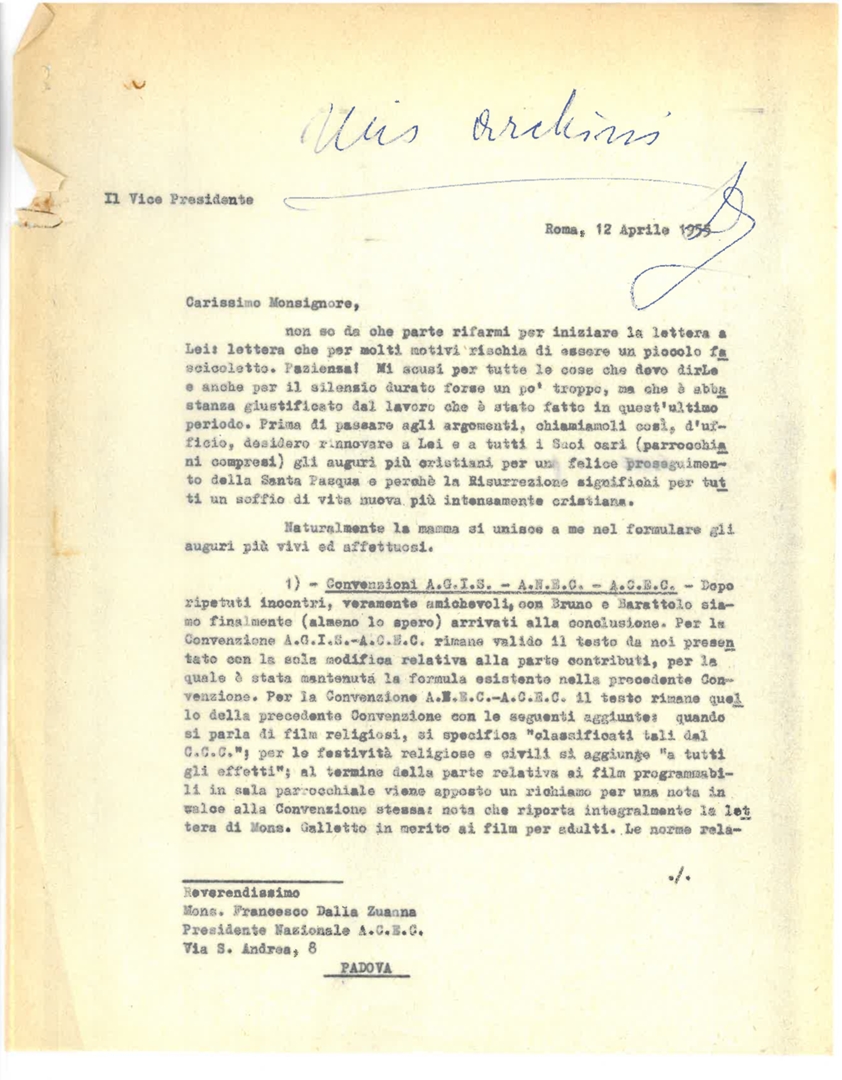 Mis archivi
Il Vice Presidente
Roma, 12 Aprile 1955
Carissimo Monsignore,
non so da che parte rifarmi per iniziare la lettera a
Lei: lettera che per molti motivi rischia di essere un piccolo fa
scicoletto. Pazienza! Mi scusi per tutte le cose che devo dirLe
e anche per il silenzio durato forse un po' troppo, ma che è abba
stanza giustificato dal lavoro che è stato fatto in quest'ultimo
periodo. Prima di passare agli argomenti, chiamiamoli così, d'uf-
ficio, desidero rinnovare a Lei e a tutti i Suoi cari (parrocchia
ni compresi) gli auguri più cristiani per un felice proseguimen-
to della Santa Pasqua e perchè la Risurrezione significhi per tut
ti un soffio di vita nuova più intensamente cristiana.
Naturalmente la mamma si unisce a me nel formulare gli
auguri più vivi ed affettuosi.
1) - Convenzioni A.G.I.S. - A.N.E.C. - A.C.E.C. - Dopo
ripetuti incontri, veramente amichevoli, con Bruno e Barattolo sia-
mo finalmente (almeno lo spero) arrivati alla conclusione. Per la
Convenzione A.G.I.S.-A.C.E.C. rimane valido il testo da noi presen
tato con la sola modifica relativa alla parte contributi, per la
quale è stata mantenuta la formula esistente nella precedente Con-
venzione. Per la Convenzione A.N.E.C.-A.C.E.C. il testo rimane quel
lo della precedente Convenzione con le seguenti aggiunte: quando
si parla di film religiosi, si specifica "classificati tali dal
C.C.C."; per le festività religiose e civili si aggiunge "a tutti
gli effetti"; al termine della parte relativa ai film programmabi-
li in sala parrocchiale viene apposto un richiamo per una nota in
calce alla Convenzione stessa: nota che riporta integralmente la let
tera di Mons. Galletto in merito ai film per adulti. Le norme rela-
./.
Reverendissimo
Mons. Francesco Dalla Zuanna
Presidente Nazionale A.C.E.C.
Via S. Andrea, 8
PADOVA